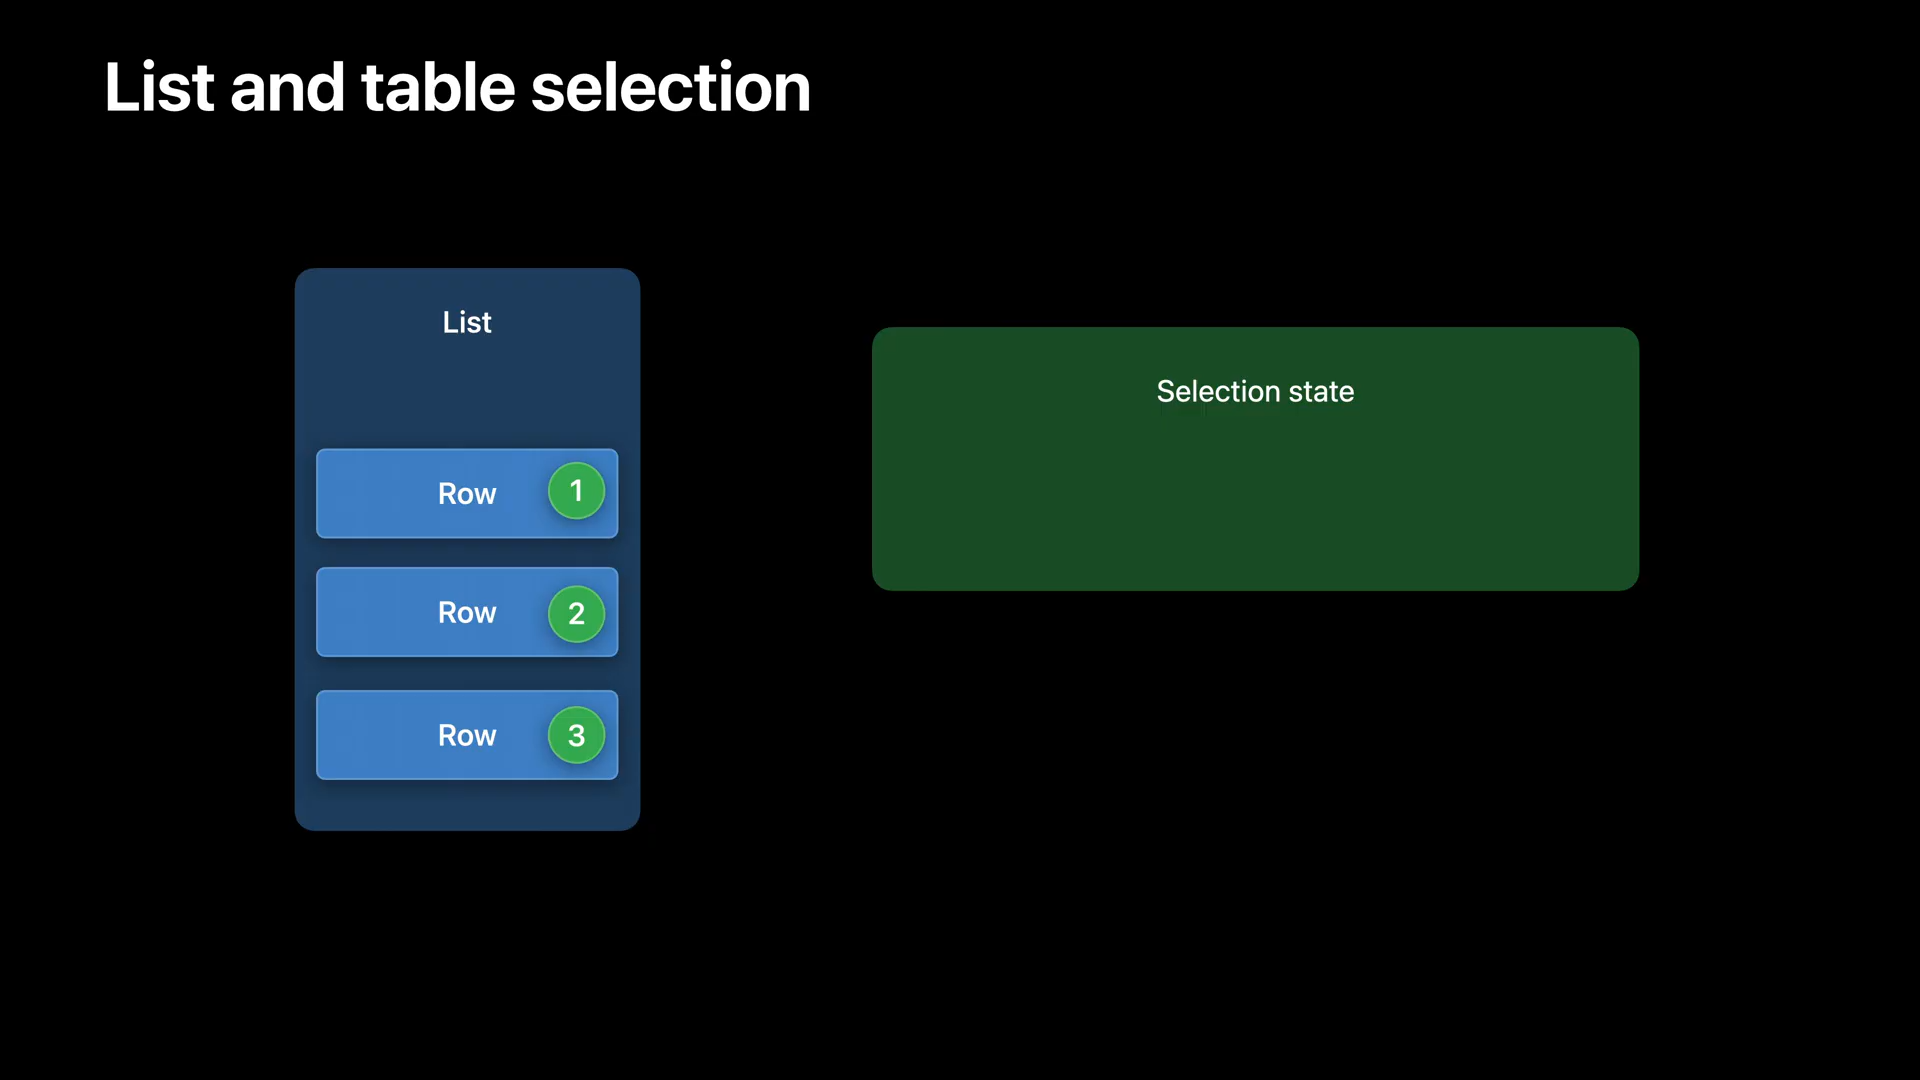 List and table selection
List
Row 1
Row 2
Row 3
Selection state